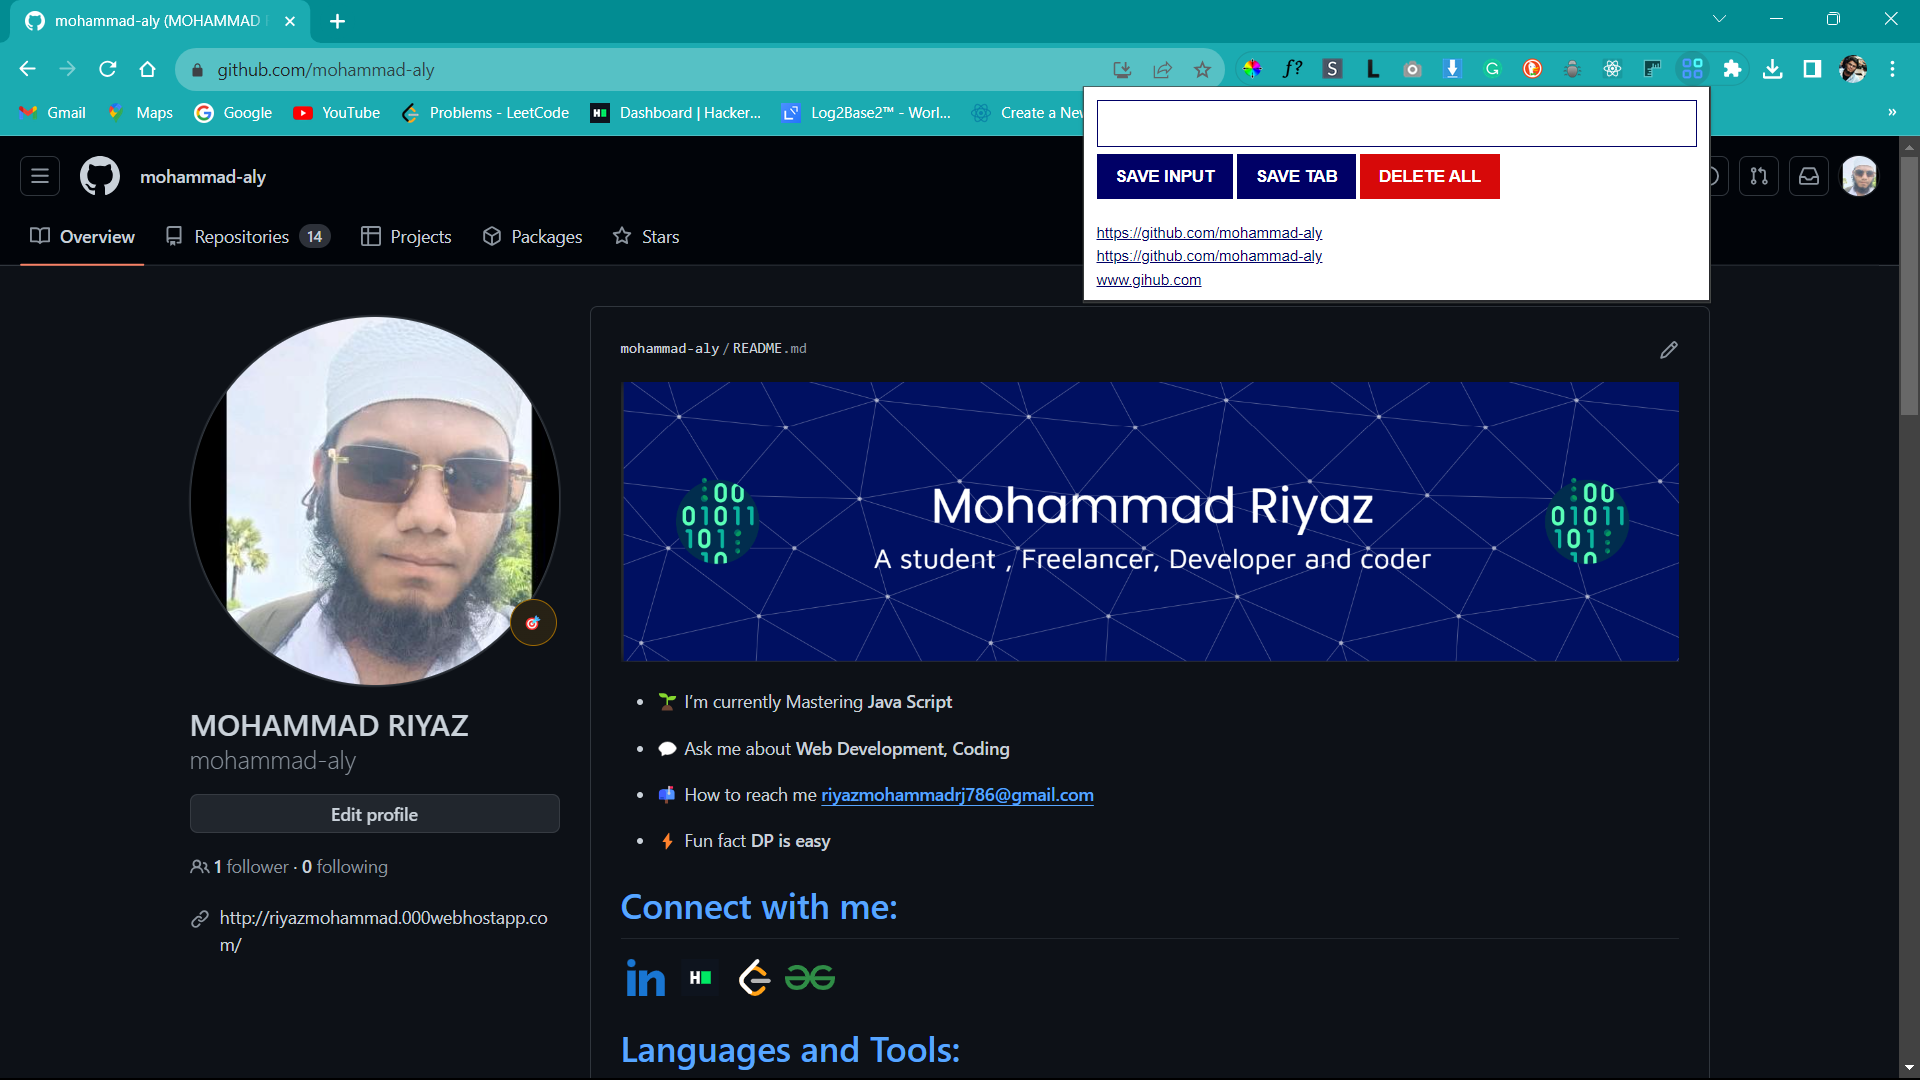 mohammad-aly (MOHAMMAD
github.com/mohammad-aly
f?
S
L
Gmail
Maps
Google
YouTube
Problems - LeetCode
Dashboard | Hacker...
Log2Base2™ - Worl...
Create a Nev
»
SAVE INPUT
SAVE TAB
DELETE ALL
https://github.com/mohammad-aly
https://github.com/mohammad-aly
www.gihub.com
mohammad-aly
Overview
Repositories 14
Projects
Packages
Stars
mohammad-aly / README.md
Mohammad Riyaz
A student , Freelancer, Developer and coder
MOHAMMAD RIYAZ
mohammad-aly
Edit profile
1 follower · 0 following
http://riyazmohammad.000webhostapp.co
m/
I'm currently Mastering Java Script
Ask me about Web Development, Coding
How to reach me riyazmohammadrj786@gmail.com
Fun fact DP is easy
Connect with me:
in
H
Languages and Tools: